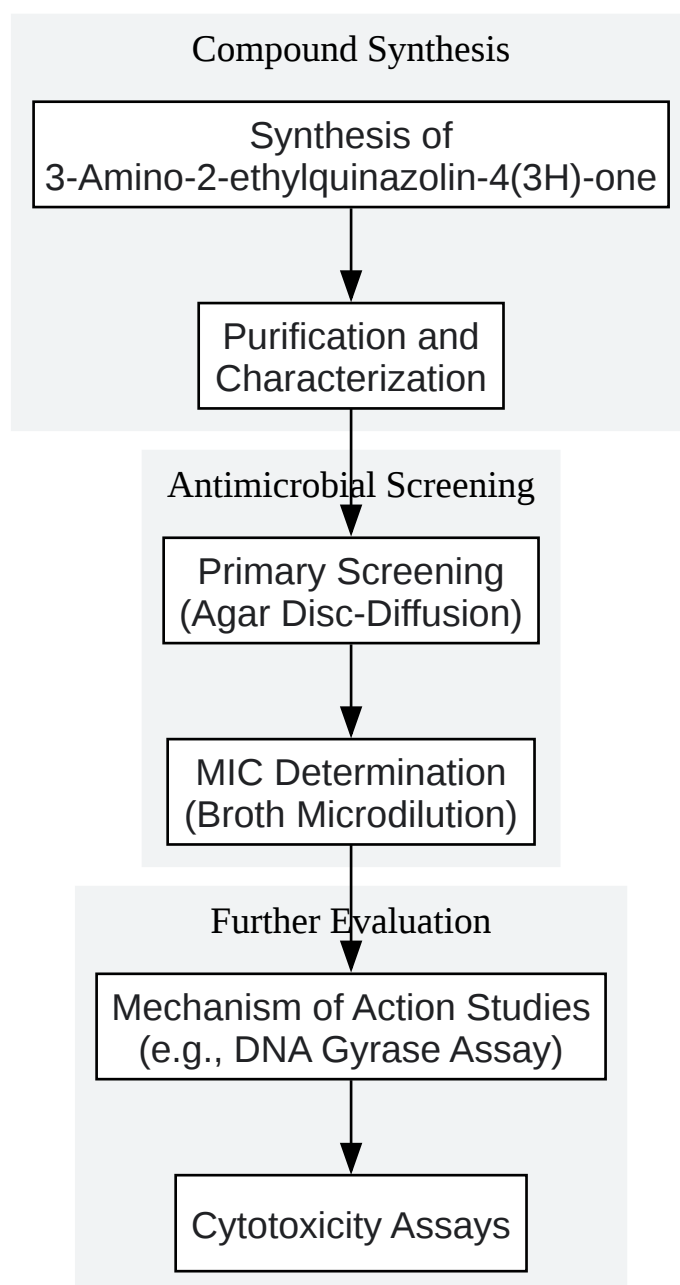 Compound Synthesis
Synthesis of
3-Amino-2-ethylquinazolin-4(3H)-one
Purification and
Characterization
Antimicrobial Screening
Primary Screening
(Agar Disc-Diffusion)
MIC Determination
(Broth Microdilution)
Further Evaluation
Mechanism of Action Studies
(e.g., DNA Gyrase Assay)
Cytotoxicity Assays